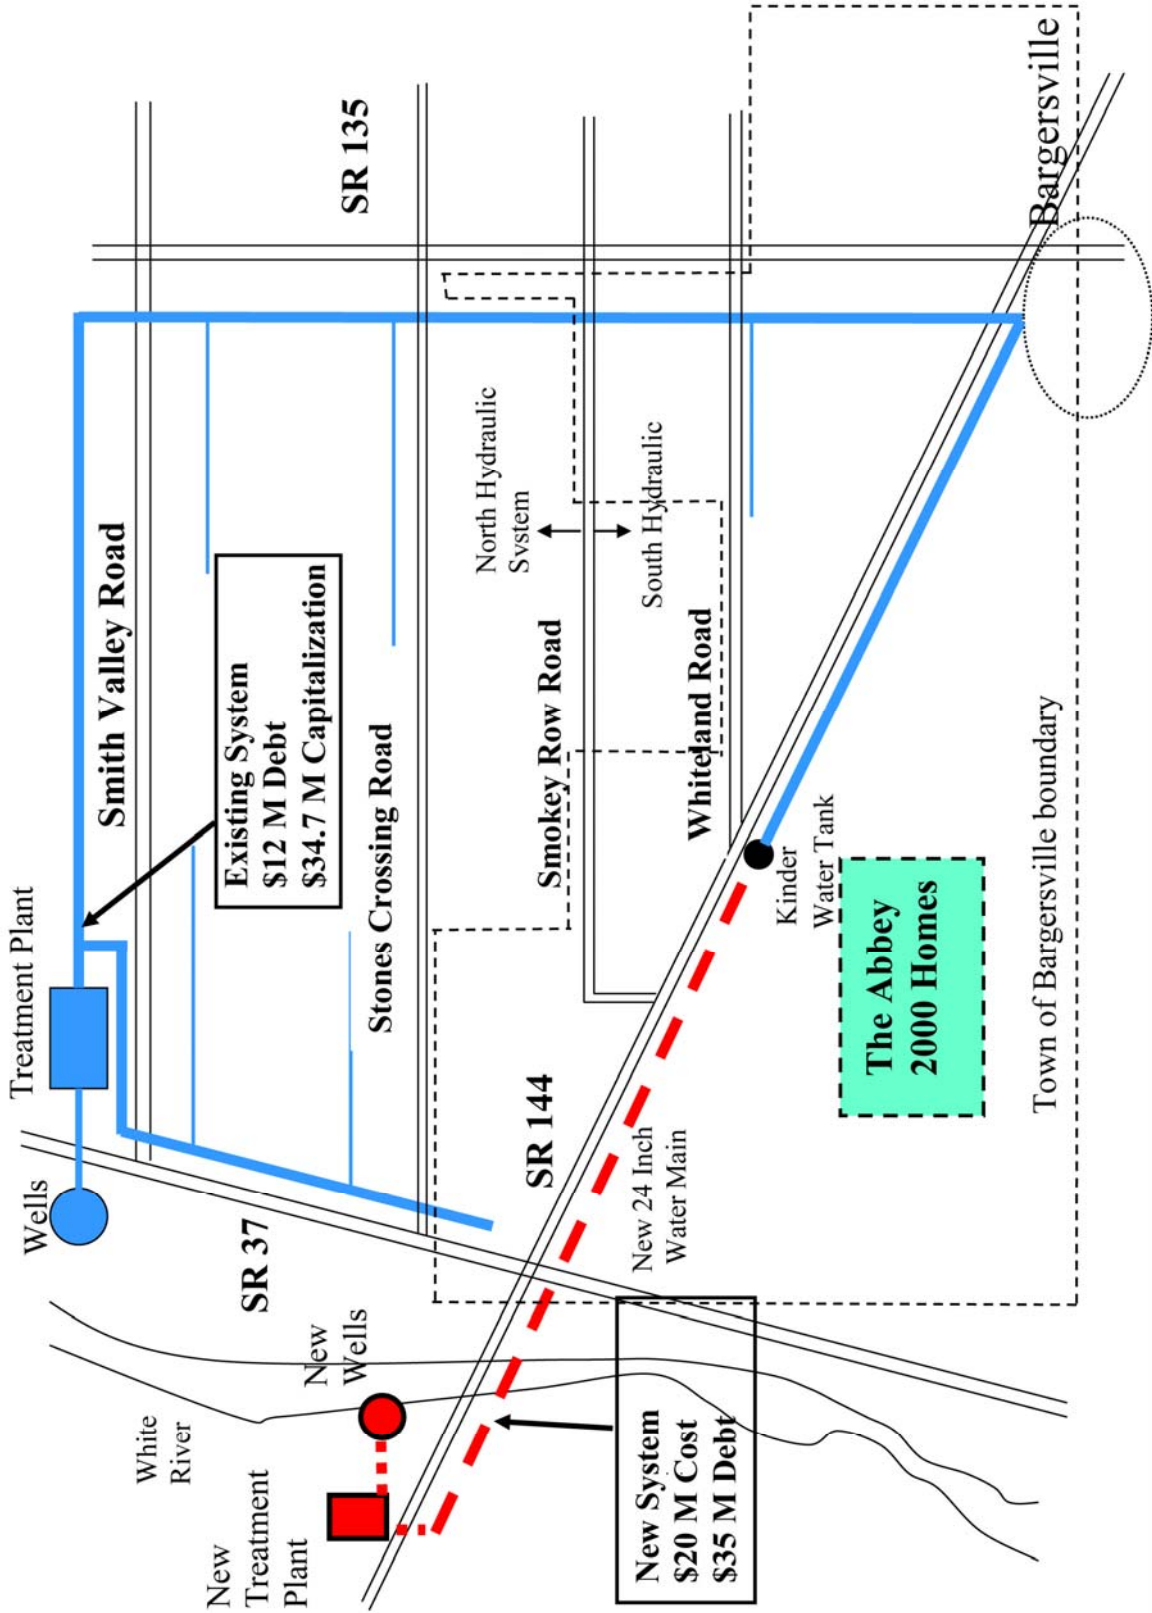 Treatment Plant
Wells
Smith Valley Road
White
River
New
Treatment
Plant
SR 37
New
Wells
Existing System
$12 M Debt
$34.7 M Capitalization
SR 135
Stones Crossing Road
North Hydraulic
System
SR 144
Smokey Row Road
South Hydraulic
New 24 Inch
Water Main
New System
$20 M Cost
$35 M Debt
Whiteland Road
Kinder
Water Tank
The Abbey
2000 Homes
Town of Bargersville boundary
Bargersville